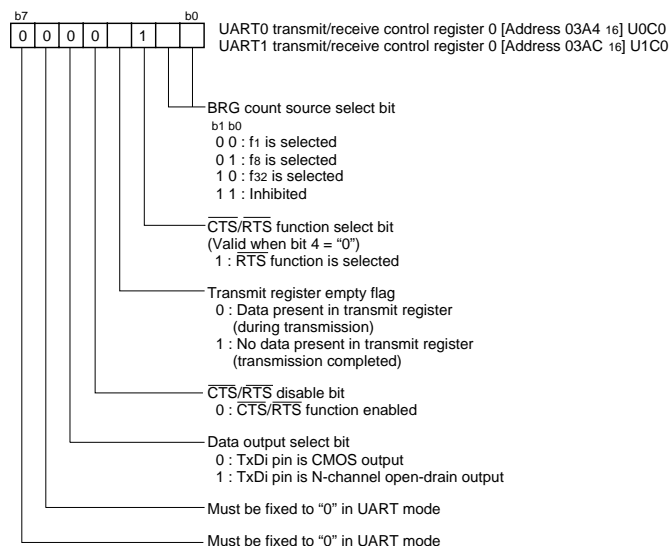 b7 b0
0 0 0 0 1
UART0 transmit/receive control register 0 [Address 03A4 16] U0C0
UART1 transmit/receive control register 0 [Address 03AC 16] U1C0
BRG count source select bit
b1 b0
0 0 : f1 is selected
0 1 : f8 is selected
1 0 : f32 is selected
1 1 : Inhibited
CTS/RTS function select bit
(Valid when bit 4 = “0”)
1 : RTS function is selected
Transmit register empty flag
0 : Data present in transmit register
(during transmission)
1 : No data present in transmit register
(transmission completed)
CTS/RTS disable bit
0 : CTS/RTS function enabled
Data output select bit
0 : TxDi pin is CMOS output
1 : TxDi pin is N-channel open-drain output
Must be fixed to “0” in UART mode
Must be fixed to “0” in UART mode